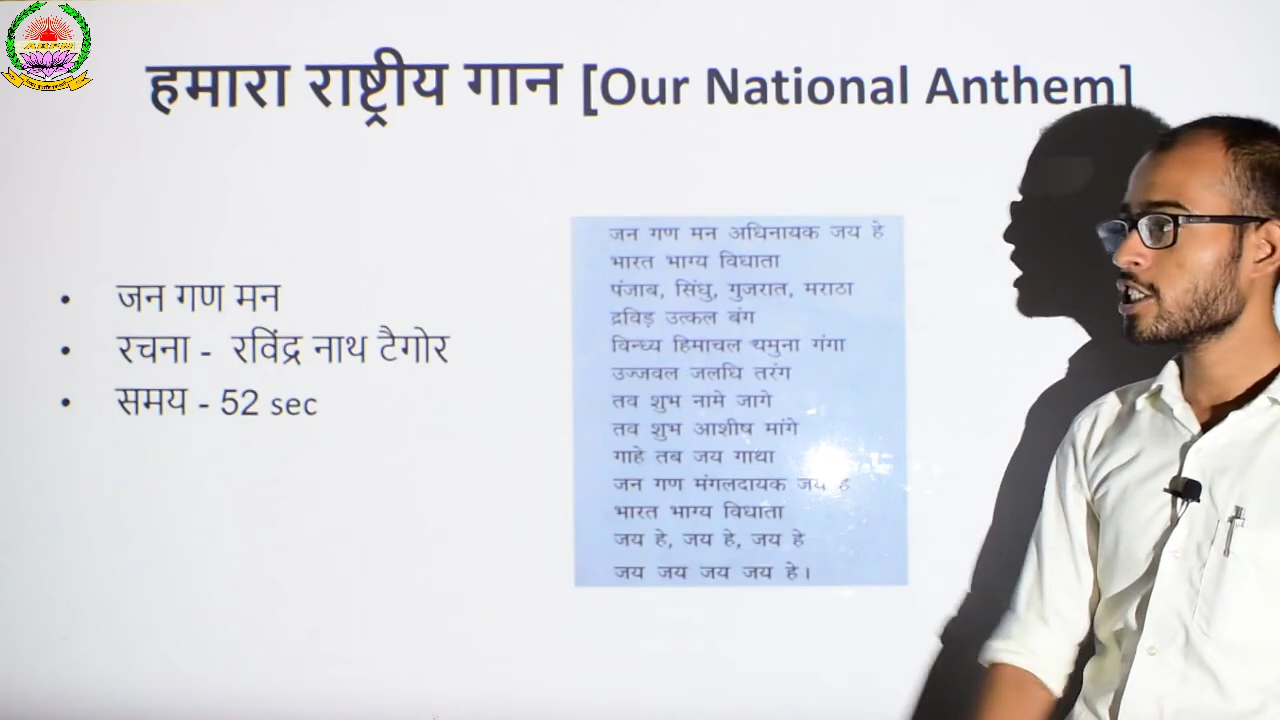 हमारा राष्ट्रीय गान [Our National Anthem]
• जन गण मन
• रचना - रविंद्र नाथ टैगोर
• समय - 52 sec
जन गण मन अधिनायक जय हे
भारत भाग्य विधाता
पंजाब, सिंधु, गुजरात, मराठा
द्रविड़ उत्कल बंग
विन्ध्य हिमाचल यमुना गंगा
उज्जवल जलधि तरंग
तव शुभ नामे जागे
तव शुभ आशीष मांगे
गाहे तब जय गाथा
जन गण मंगलदायक जय हे
भारत भाग्य विधाता
जय हे, जय हे, जय हे
जय जय जय जय हे।